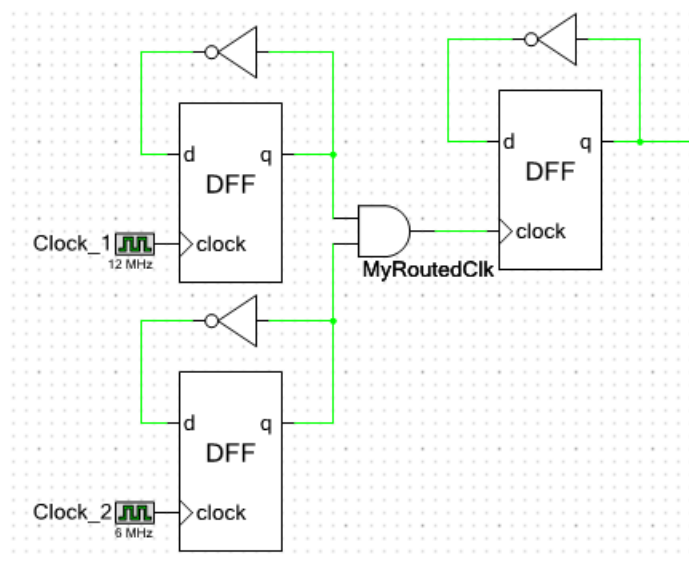 d
q
DFF
Clock_1
clock
12 MHz
d
q
DFF
clock
MyRoutedClk
d
q
DFF
Clock_2
clock
6 MHz